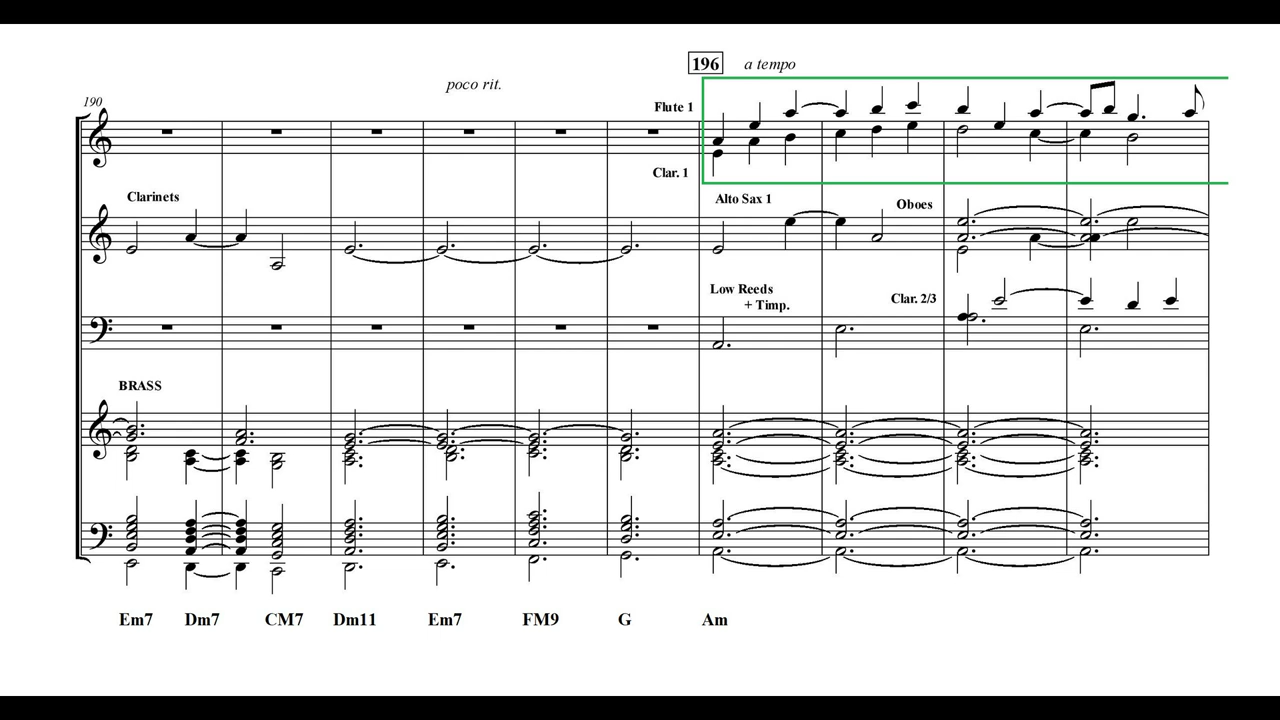 196 a tempo
poco rit.
190
Flute 1
Clar. 1
Clarinets
Alto Sax 1
Oboes
Low Reeds
+ Timp.
Clar. 2/3
BRASS
Em7 Dm7 CM7 Dm11 Em7 FM9 G Am